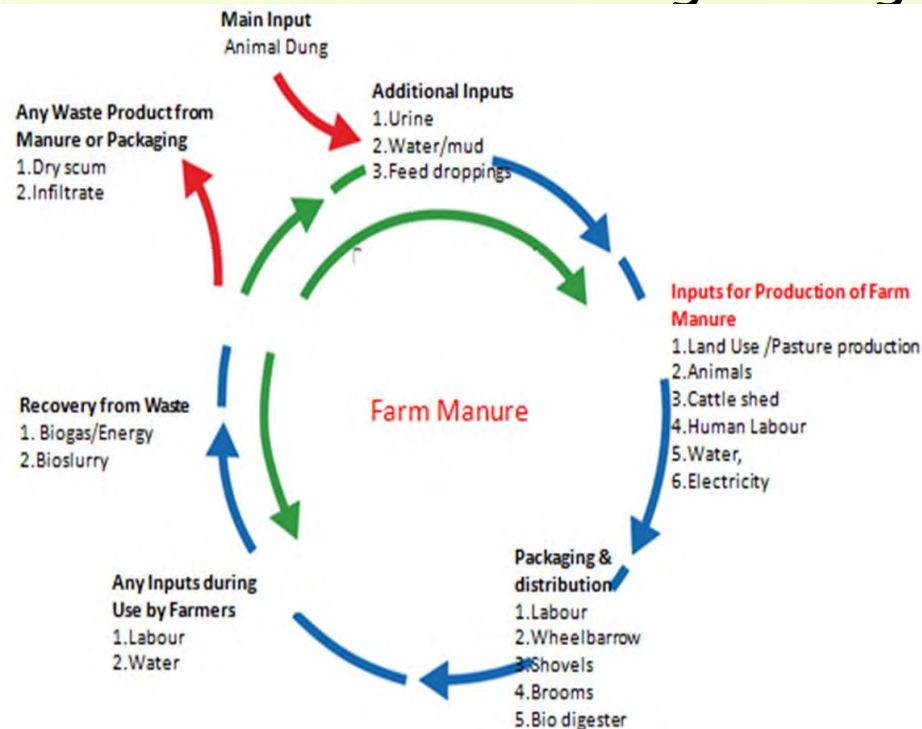 Main Input
Animal Dung
Additional Inputs
1.Urine
2.Water/mud
3.Feed droppings
Any Waste Product from
Manure or Packaging
1.Dry scum
2.Infiltrate
Inputs for Production of Farm
Manure
1.Land Use /Pasture production
2.Animals
3.Cattle shed
4.Human Labour
5.Water,
6.Electricity
Farm Manure
Recovery from Waste
1. Biogas/Energy
2.Bioslurry
Packaging &
distribution
1.Labour
2.Wheelbarrow
3.Shovels
4.Brooms
5.Bio digester
Any Inputs during
Use by Farmers
1.Labour
2.Water